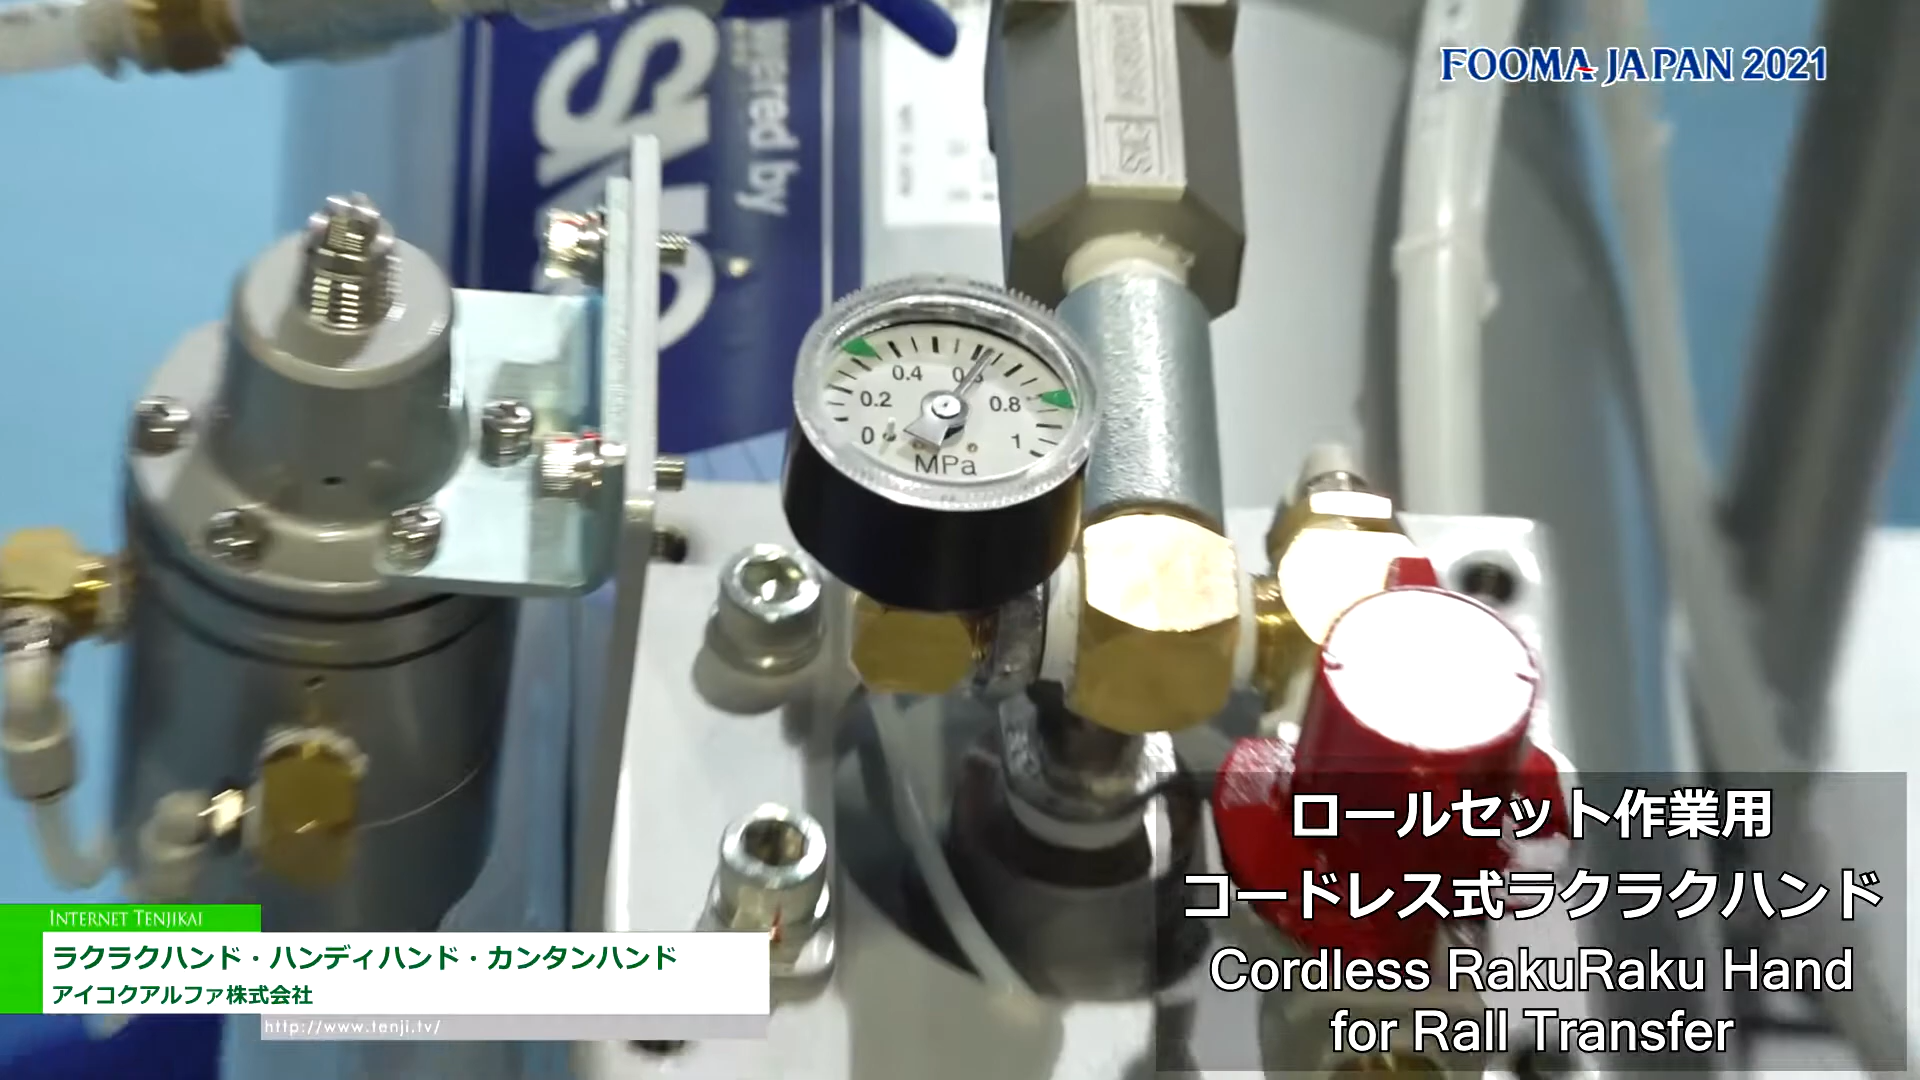 FOOMA JAPAN 2021
powered by
0
0.2
0.4
0.6
0.8
1
MPa
ロールセット作業用
コードレス式ラクラクハンド
Cordless RakuRaku Hand
for Rall Transfer
INTERNET TENJIKAI
ラクラクハンド・ハンディハンド・カンタンハンド
アイコクアルファ株式会社
http://www.tenji.tv/